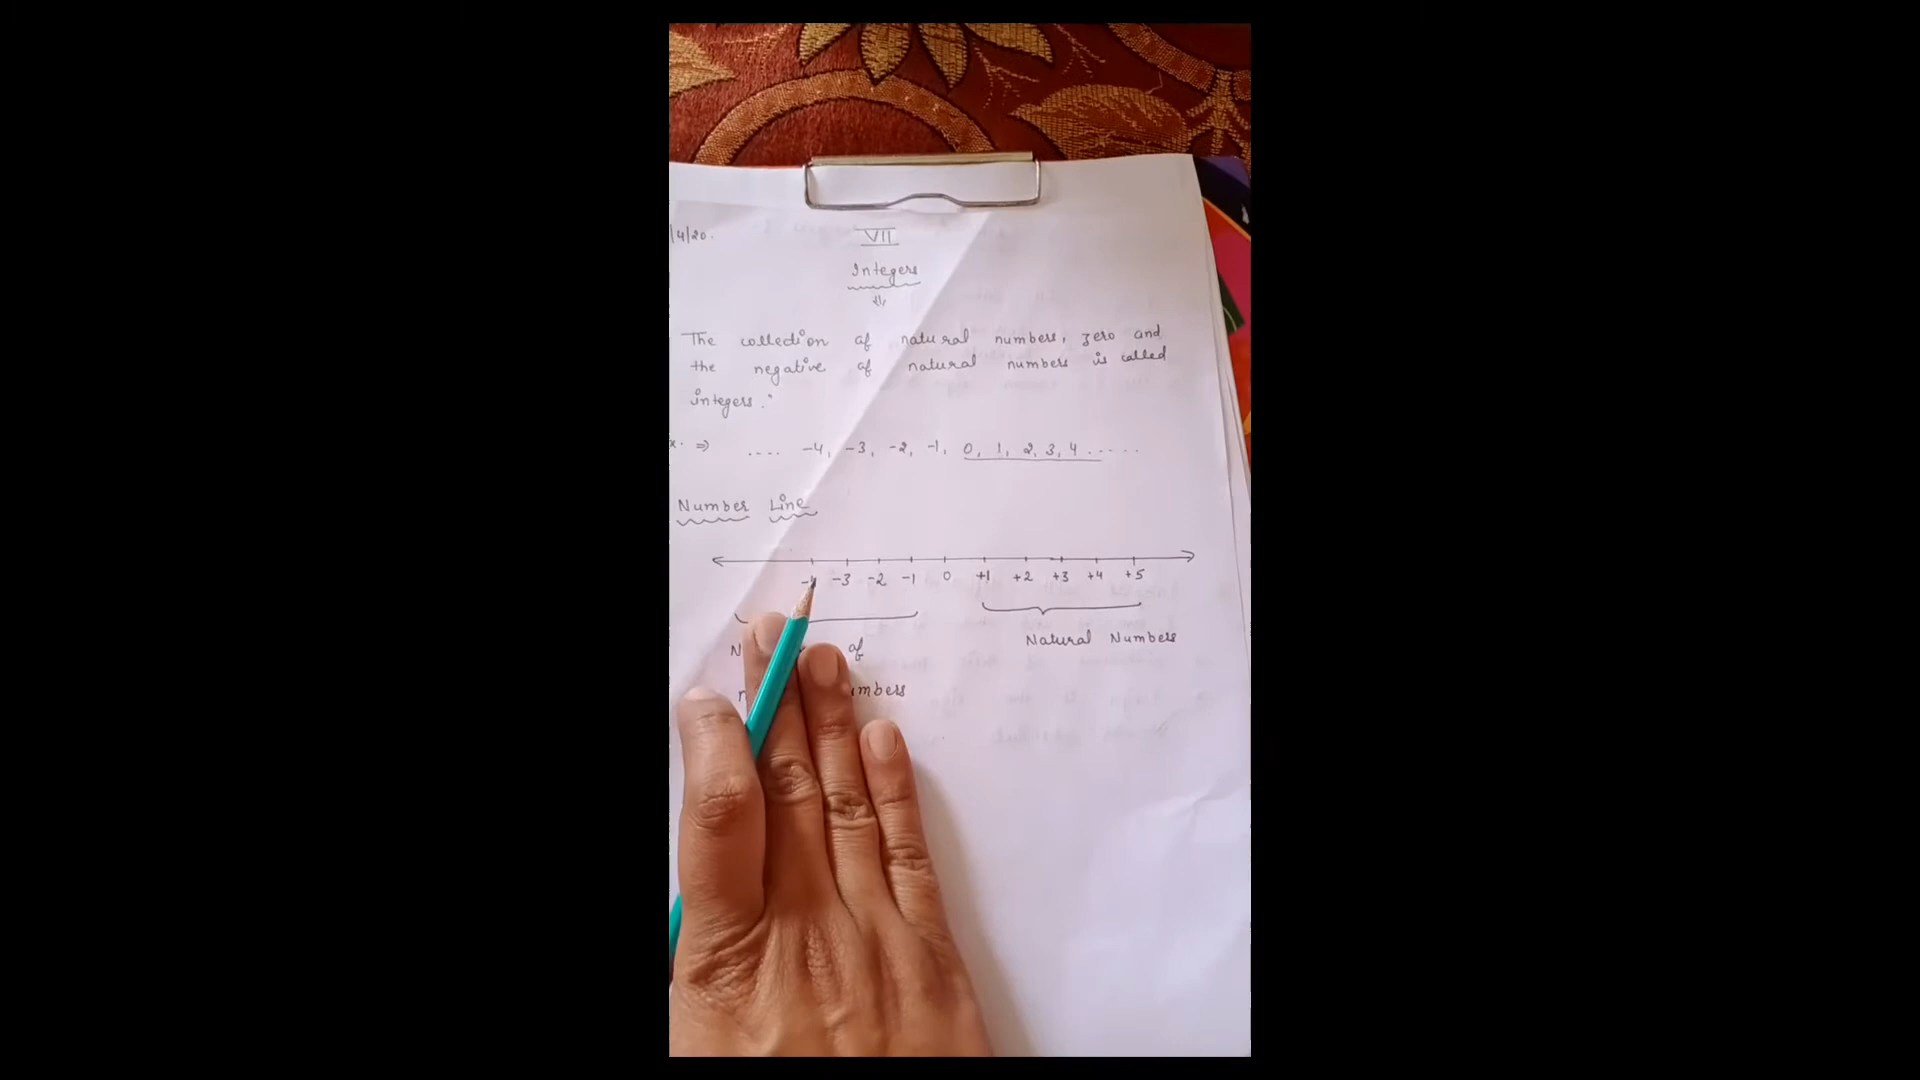 /4/20.
VII
Integers
The collection of natural numbers, zero and
the negative of natural numbers is called
integers."
x. ⇒ .... -4, -3, -2, -1, 0, 1, 2, 3, 4 .....
Number Line
-4 -3 -2 -1 0 +1 +2 +3 +4 +5
of Natural Numbers